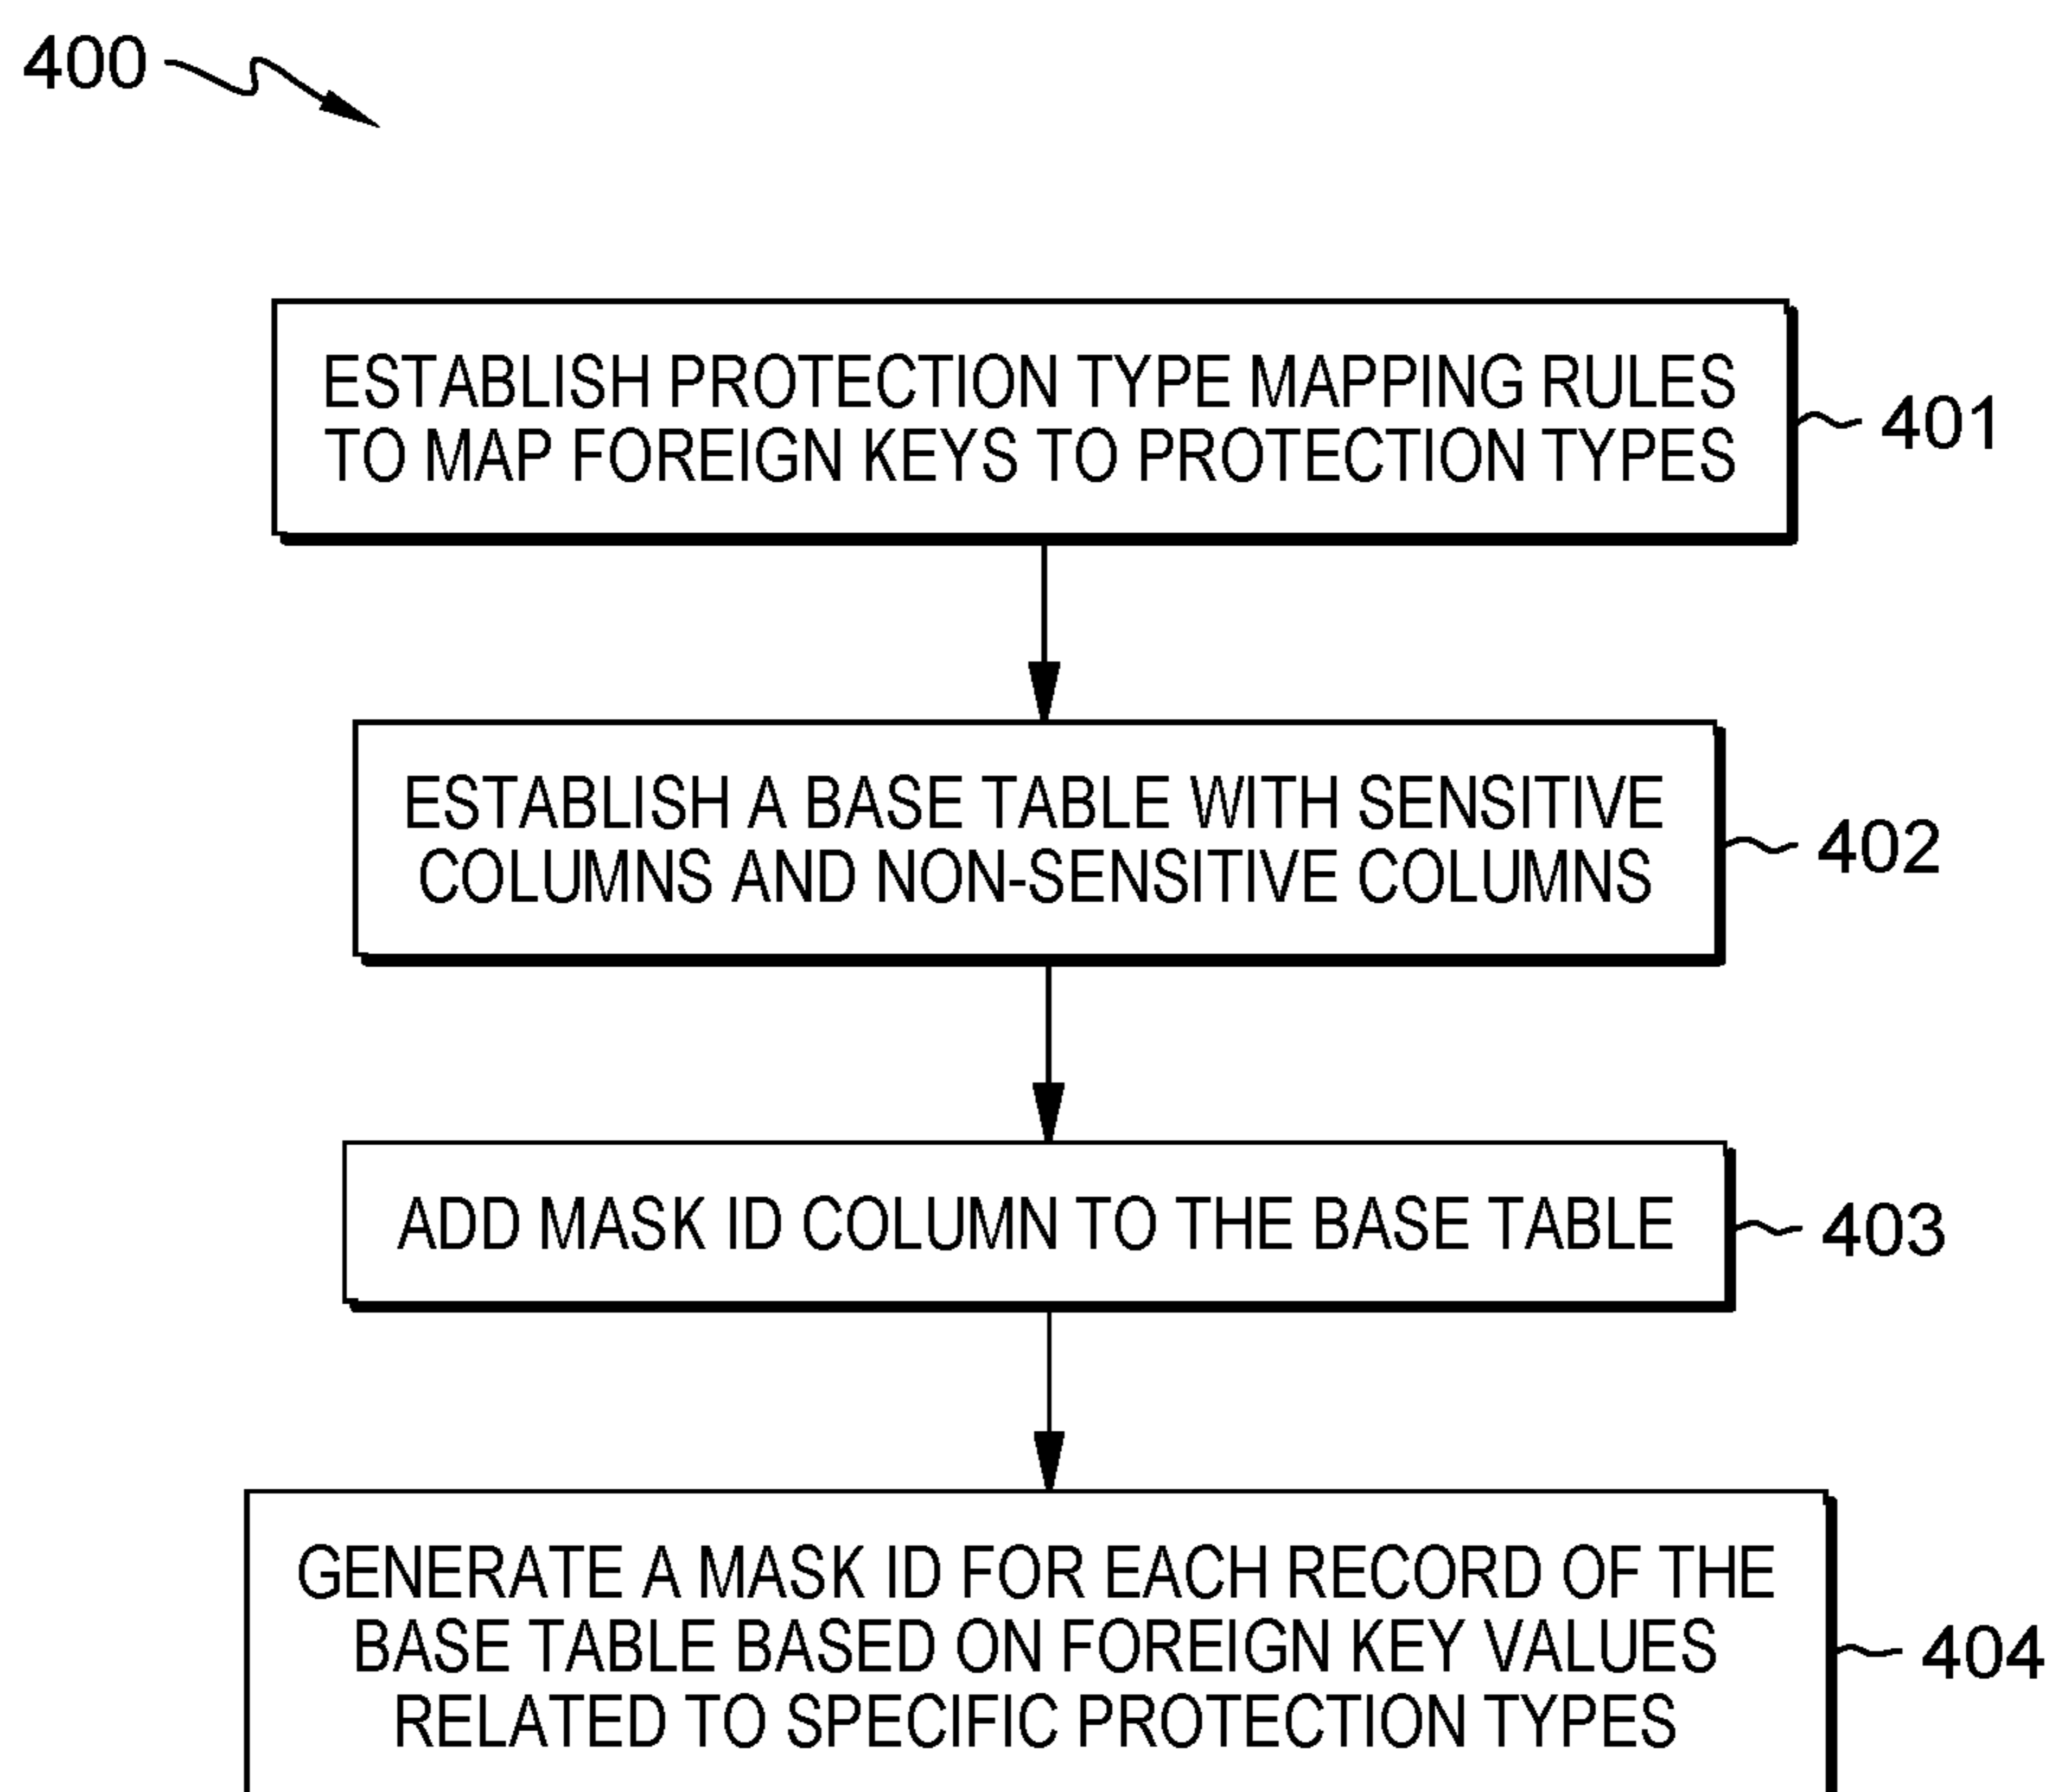 400
ESTABLISH PROTECTION TYPE MAPPING RULES
TO MAP FOREIGN KEYS TO PROTECTION TYPES
401
ESTABLISH A BASE TABLE WITH SENSITIVE
COLUMNS AND NON-SENSITIVE COLUMNS
402
ADD MASK ID COLUMN TO THE BASE TABLE
403
GENERATE A MASK ID FOR EACH RECORD OF THE
BASE TABLE BASED ON FOREIGN KEY VALUES
RELATED TO SPECIFIC PROTECTION TYPES
404